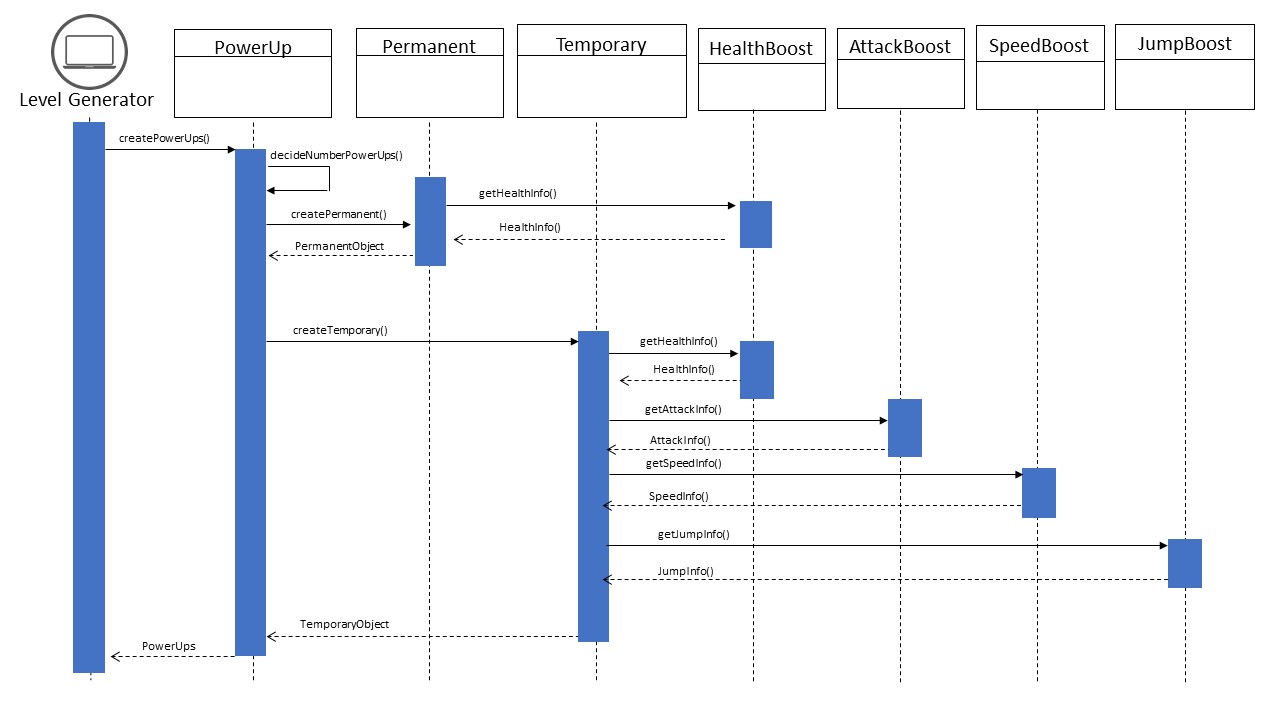 Level Generator
PowerUp
Permanent
Temporary
HealthBoost
AttackBoost
SpeedBoost
JumpBoost
createPowerUps()
decideNumberPowerUps()
getHealthInfo()
createPermanent()
HealthInfo()
PermanentObject
createTemporary()
getHealthInfo()
HealthInfo()
getAttackInfo()
AttackInfo()
getSpeedInfo()
SpeedInfo()
getJumpInfo()
JumpInfo()
TemporaryObject
PowerUps